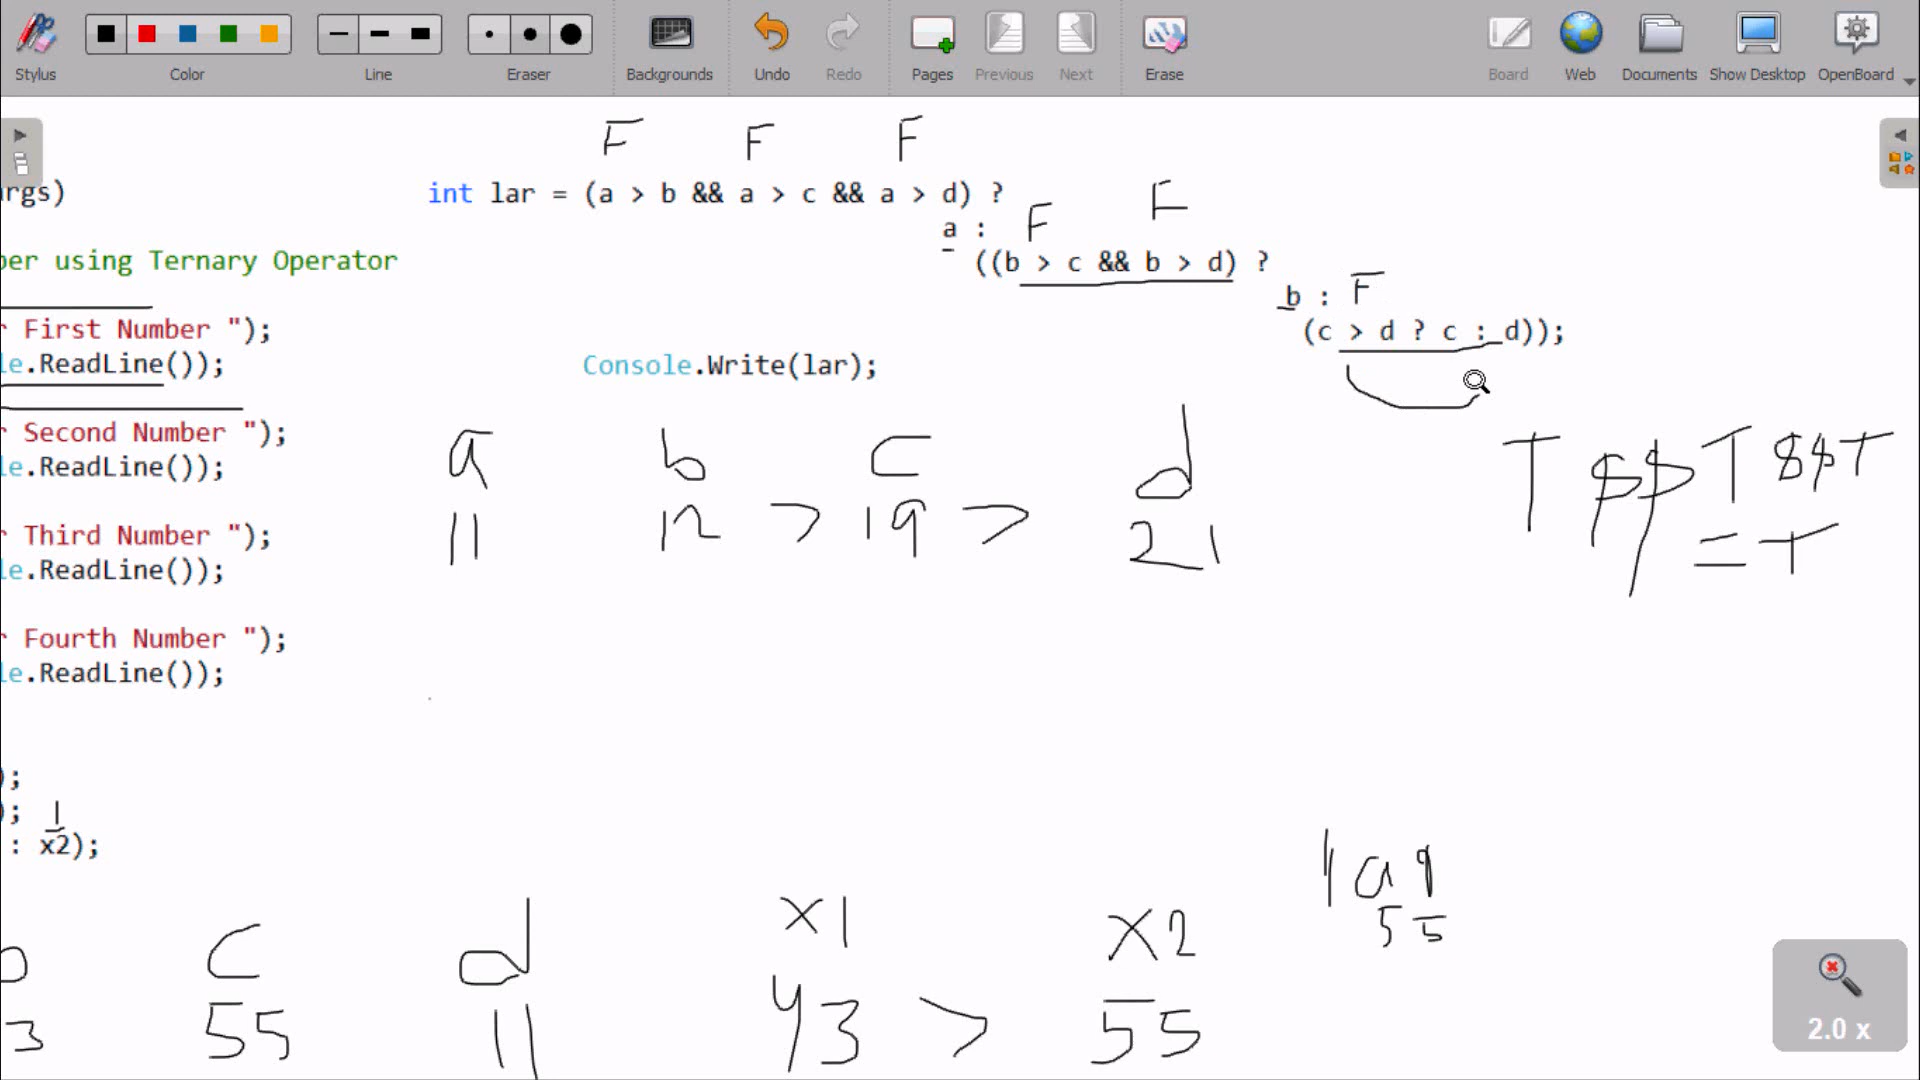 Stylus Color Line Eraser Backgrounds Undo Redo Pages Previous Next Erase Board Web Documents Show Desktop OpenBoard
F F F
rgs)
int lar = (a > b && a > c && a > d) ?
F F
a :
per using Ternary Operator
((b > c && b > d) ?
F
b :
r First Number ");
(c > d ? c : d));
le.ReadLine());
Console.Write(lar);
r Second Number ");
le.ReadLine());
a b c d
T && T && T
= T
11 12 > 19 > 21
r Third Number ");
le.ReadLine());
r Fourth Number ");
le.ReadLine());
);
); 1
: x2);
lar
55
b c d x1 x2
3 55 11 43 > 55
2.0 x